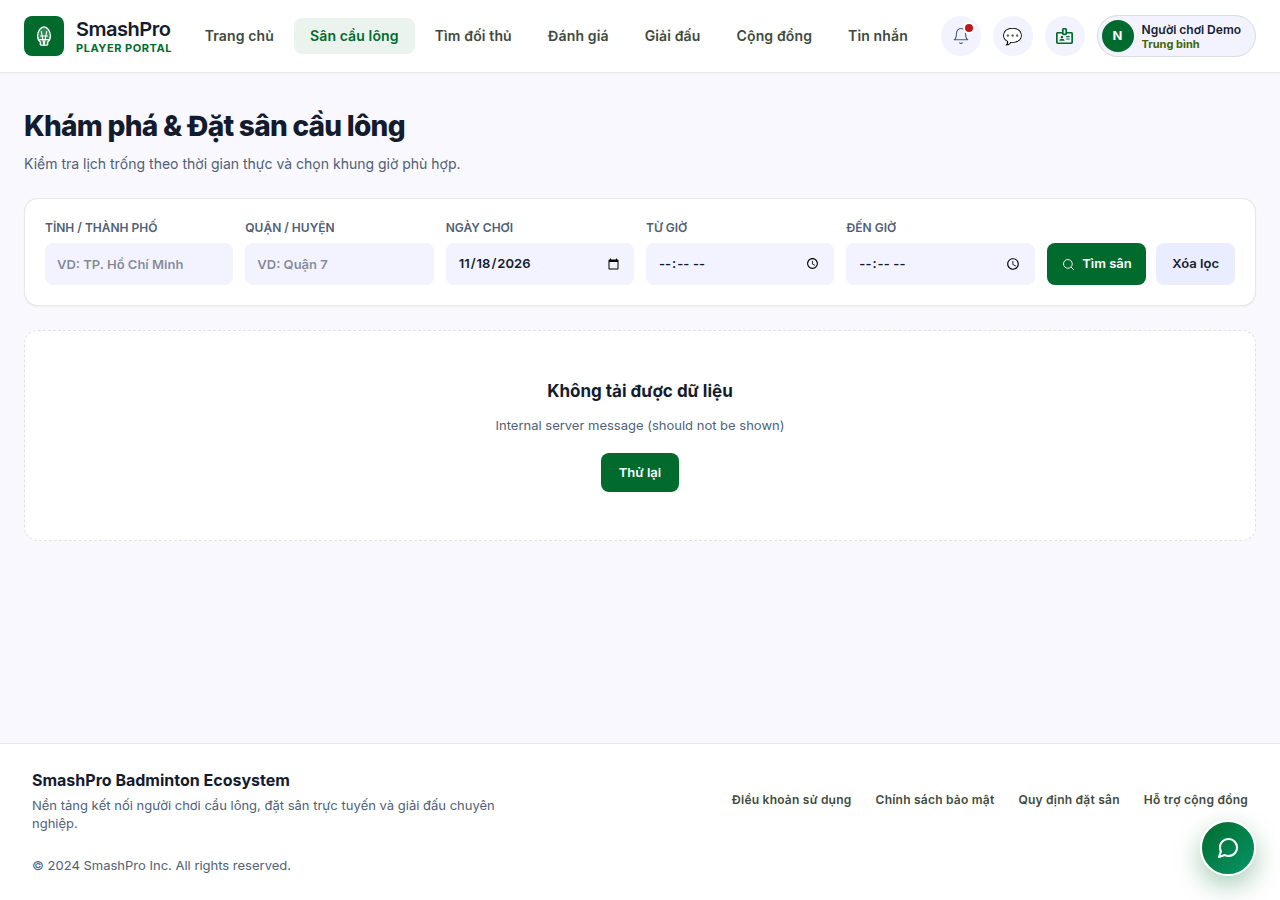 SmashPro
PLAYER PORTAL
Trang chủ
Sân cầu lông
Tìm đối thủ
Đánh giá
Giải đấu
Cộng đồng
Tin nhắn
N
Người chơi Demo
Trung bình
Khám phá & Đặt sân cầu lông
Kiểm tra lịch trống theo thời gian thực và chọn khung giờ phù hợp.
TỈNH / THÀNH PHỐ
QUẬN / HUYỆN
NGÀY CHƠI
TỪ GIỜ
ĐẾN GIỜ
VD: TP. Hồ Chí Minh
VD: Quận 7
11/18/2026
--:-- --
--:-- --
Tìm sân
Xóa lọc
Không tải được dữ liệu
Internal server message (should not be shown)
Thử lại
SmashPro Badminton Ecosystem
Nền tảng kết nối người chơi cầu lông, đặt sân trực tuyến và giải đấu chuyên
nghiệp.
Điều khoản sử dụng
Chính sách bảo mật
Quy định đặt sân
Hỗ trợ cộng đồng
© 2024 SmashPro Inc. All rights reserved.